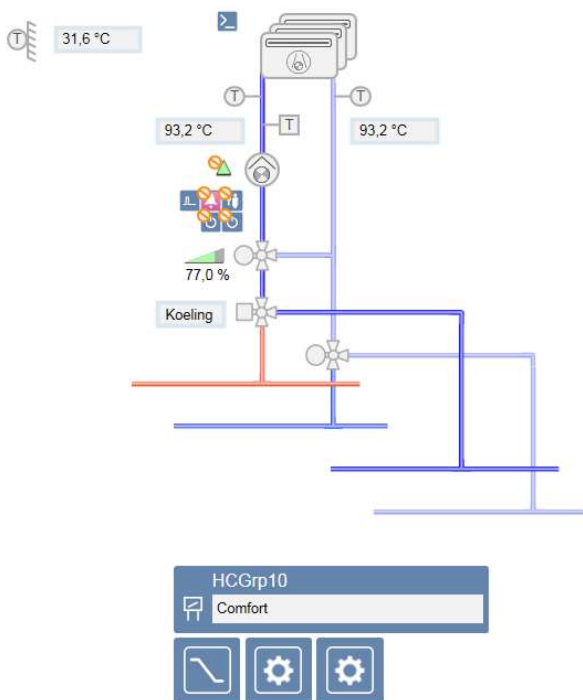 T 31,6 °C
T T
93,2 °C T 93,2 °C
77,0 %
Koeling
HCGrp10
Comfort